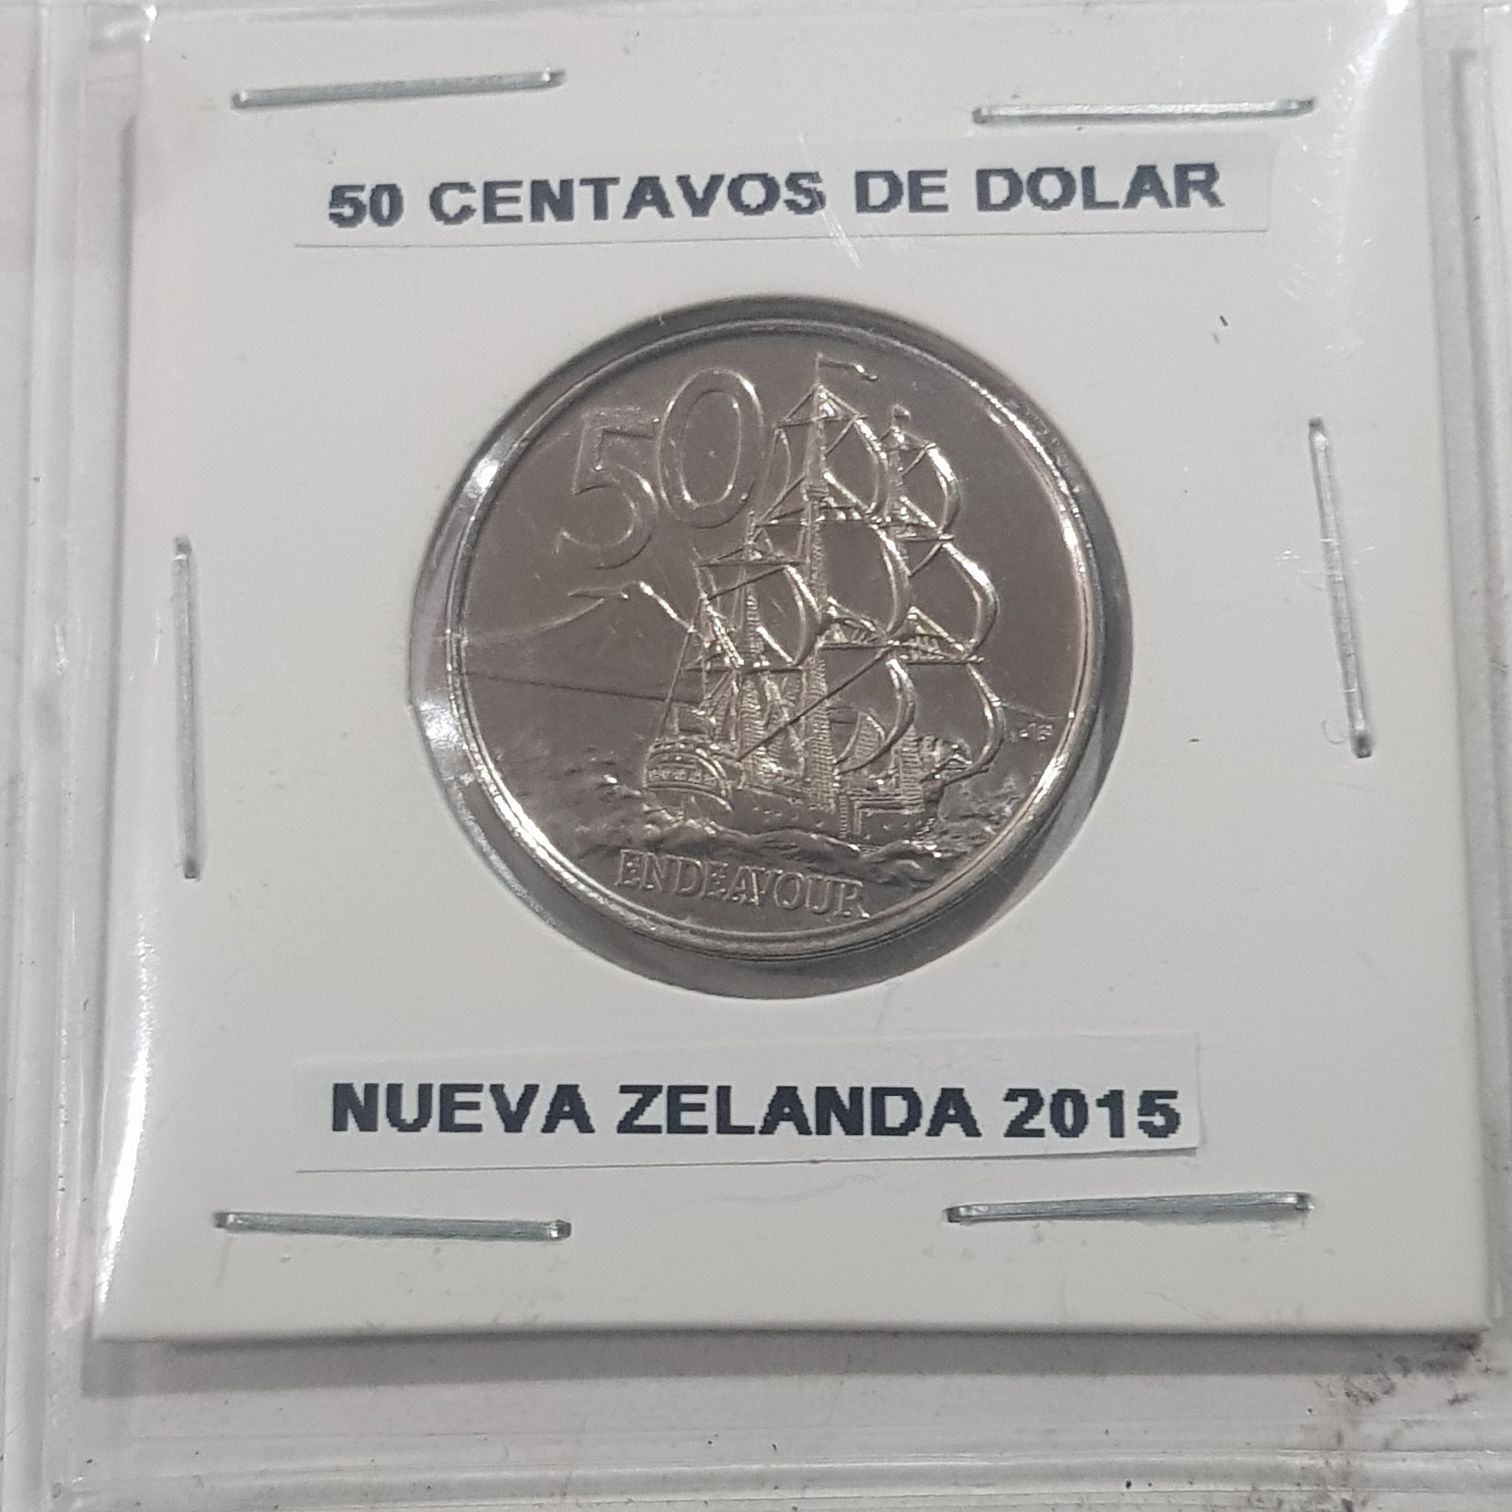 50 CENTAVOS DE DOLAR
50
ENDEAVOUR
NUEVA ZELANDA 2015